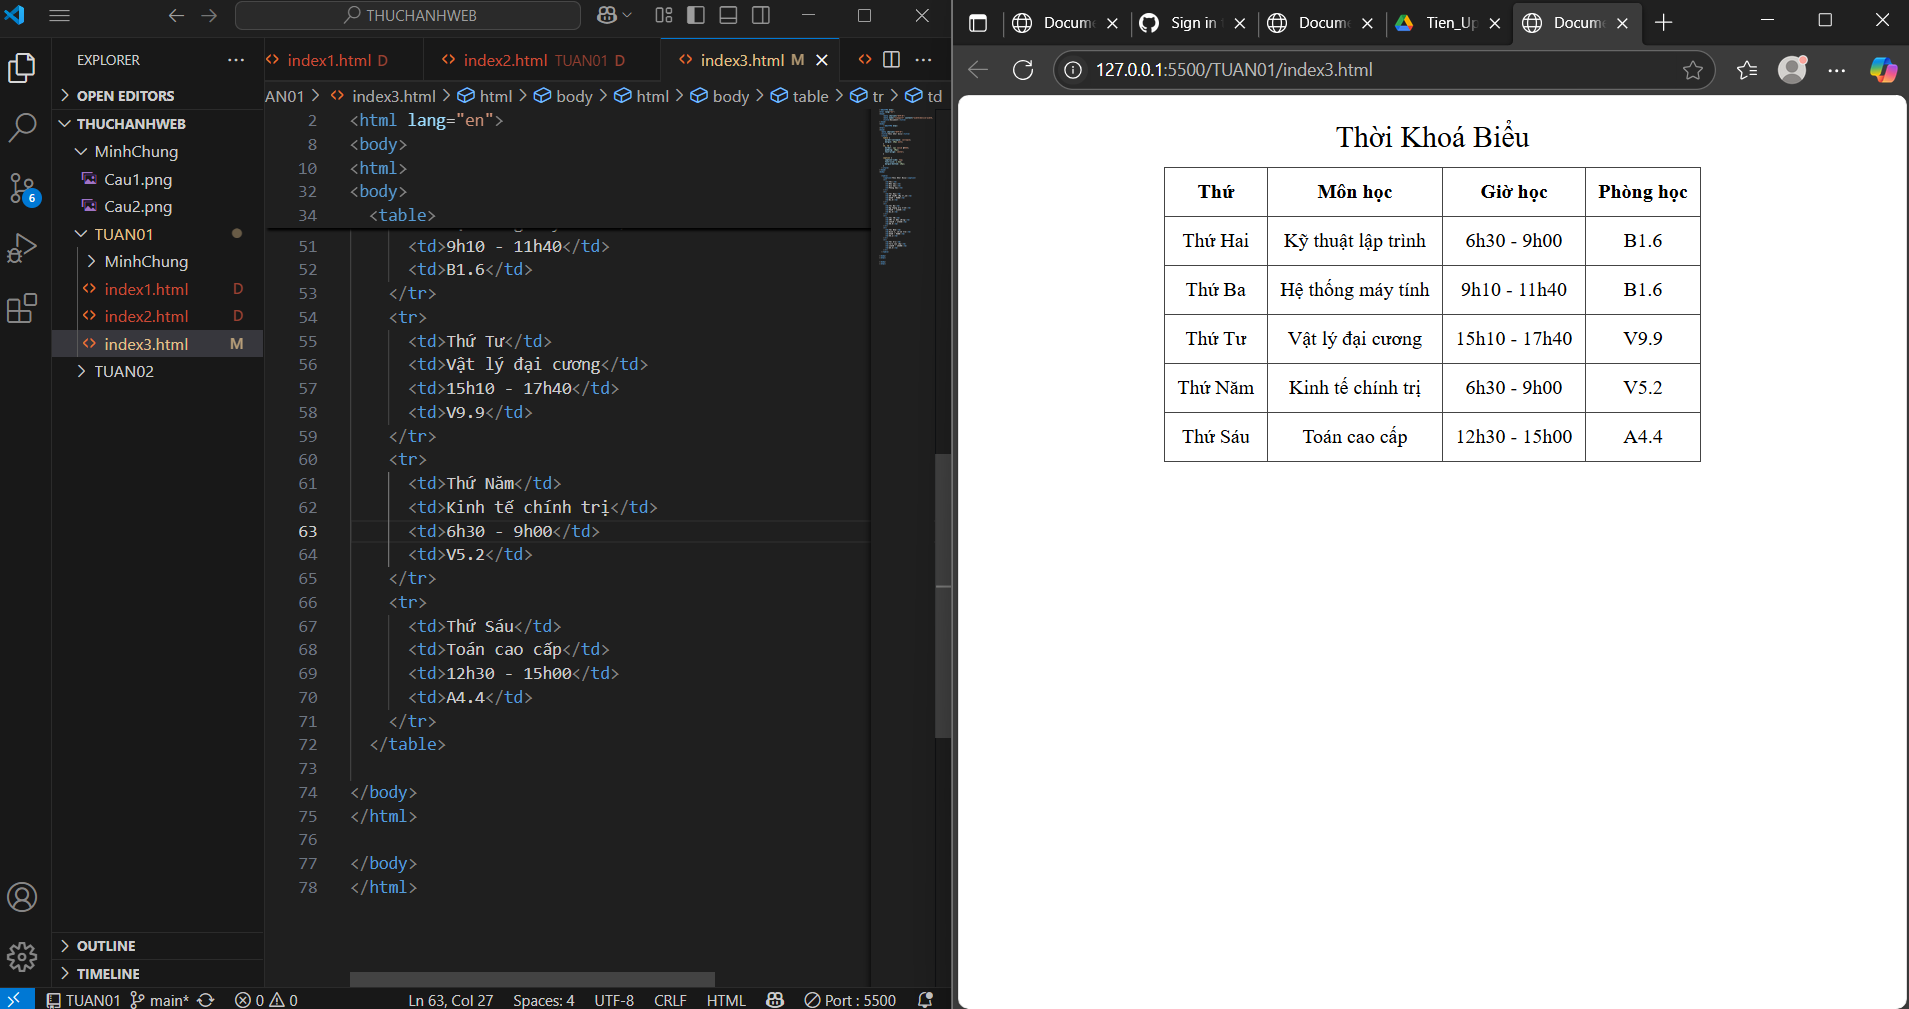 THUCHANHWEB
EXPLORER
OPEN EDITORS
THUCHANHWEB
MinhChung
Cau1.png
Cau2.png
TUAN01
MinhChung
index1.html D
index2.html D
index3.html M
TUAN02
OUTLINE
TIMELINE
6
index1.html D
index2.html TUAN01 D
index3.html M
AN01 > index3.html > html > body > html > body > table > tr > td
2 <html lang="en">
8 <body>
10 <html>
32 <body>
34 <table>
51 <td>9h10 - 11h40</td>
52 <td>B1.6</td>
53 </tr>
54 <tr>
55 <td>Thứ Tư</td>
56 <td>Vật lý đại cương</td>
57 <td>15h10 - 17h40</td>
58 <td>V9.9</td>
59 </tr>
60 <tr>
61 <td>Thứ Năm</td>
62 <td>Kinh tế chính trị</td>
63 <td>6h30 - 9h00</td>
64 <td>V5.2</td>
65 </tr>
66 <tr>
67 <td>Thứ Sáu</td>
68 <td>Toán cao cấp</td>
69 <td>12h30 - 15h00</td>
70 <td>A4.4</td>
71 </tr>
72 </table>
73
74 </body>
75 </html>
76
77 </body>
78 </html>
TUAN01 main* 0 0 Ln 63, Col 27 Spaces: 4 UTF-8 CRLF HTML Port : 5500
Docume Sign in Docume Tien_Up Docum
127.0.0.1:5500/TUAN01/index3.html
Thời Khoá Biểu
Thứ Môn học Giờ học Phòng học
Thứ Hai Kỹ thuật lập trình 6h30 - 9h00 B1.6
Thứ Ba Hệ thống máy tính 9h10 - 11h40 B1.6
Thứ Tư Vật lý đại cương 15h10 - 17h40 V9.9
Thứ Năm Kinh tế chính trị 6h30 - 9h00 V5.2
Thứ Sáu Toán cao cấp 12h30 - 15h00 A4.4